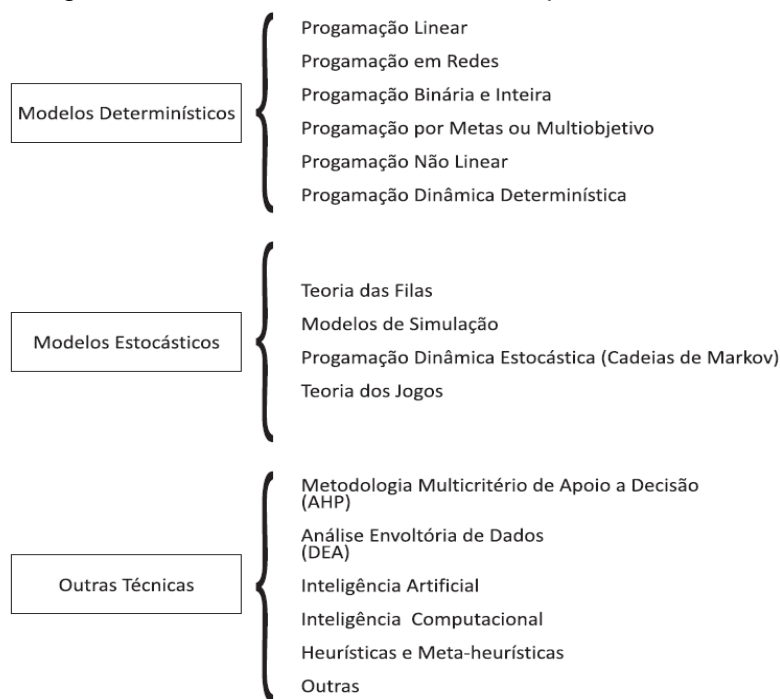 Progamação Linear
Progamação em Redes
Progamação Binária e Inteira
Modelos Determinísticos
Progamação por Metas ou Multiobjetivo
Progamação Não Linear
Progamação Dinâmica Determinística
Teoria das Filas
Modelos de Simulação
Modelos Estocásticos
Progamação Dinâmica Estocástica (Cadeias de Markov)
Teoria dos Jogos
Metodologia Multicritério de Apoio a Decisão
(AHP)
Análise Envoltória de Dados
(DEA)
Outras Técnicas
Inteligência Artificial
Inteligência Computacional
Heurísticas e Meta-heurísticas
Outras